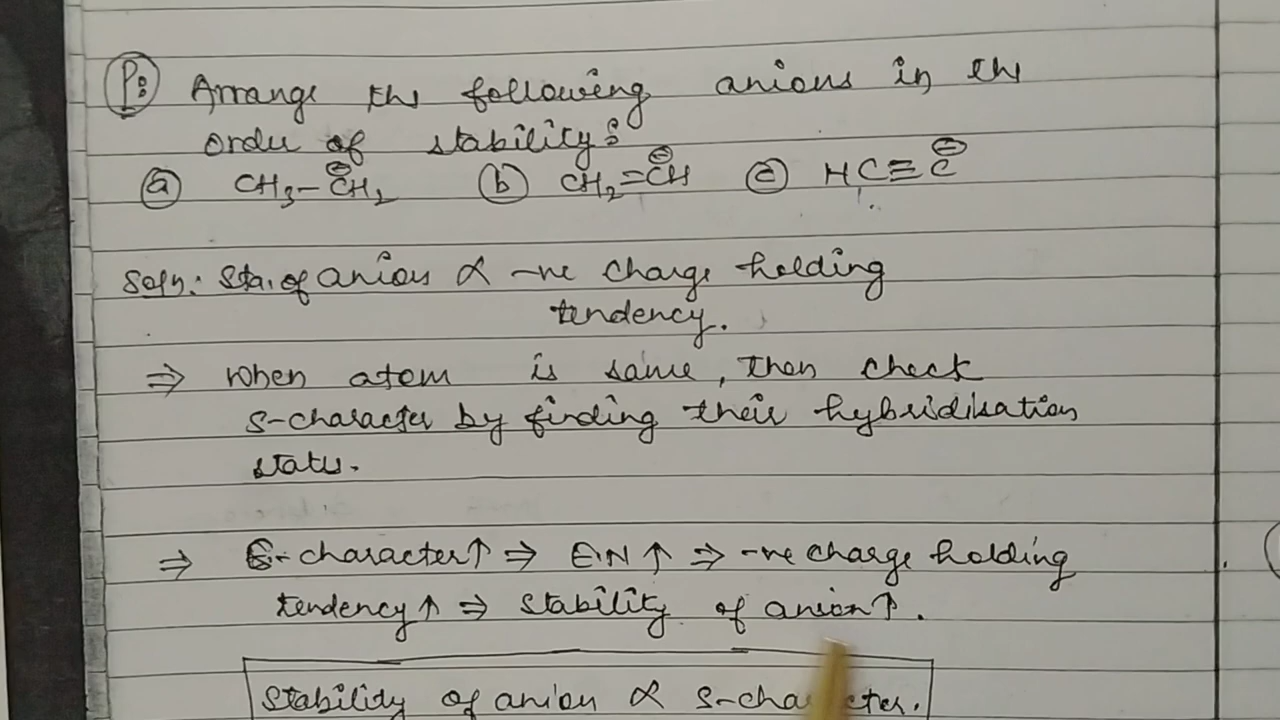 P: Arrange the following anions in the
order of stability:
(a) CH₃–C⊖H₂ (b) CH₂=C⊖H (c) HC≡C⊖
Soln: Sta. of anion ∝ -ve charge holding
tendency.
⇒ When atom is same, then check
s-character by finding their hybridisation
state.
⇒ S-character↑ ⇒ E.N↑ ⇒ -ve charge holding
tendency↑ ⇒ stability of anion↑.
Stability of anion ∝ s-character.